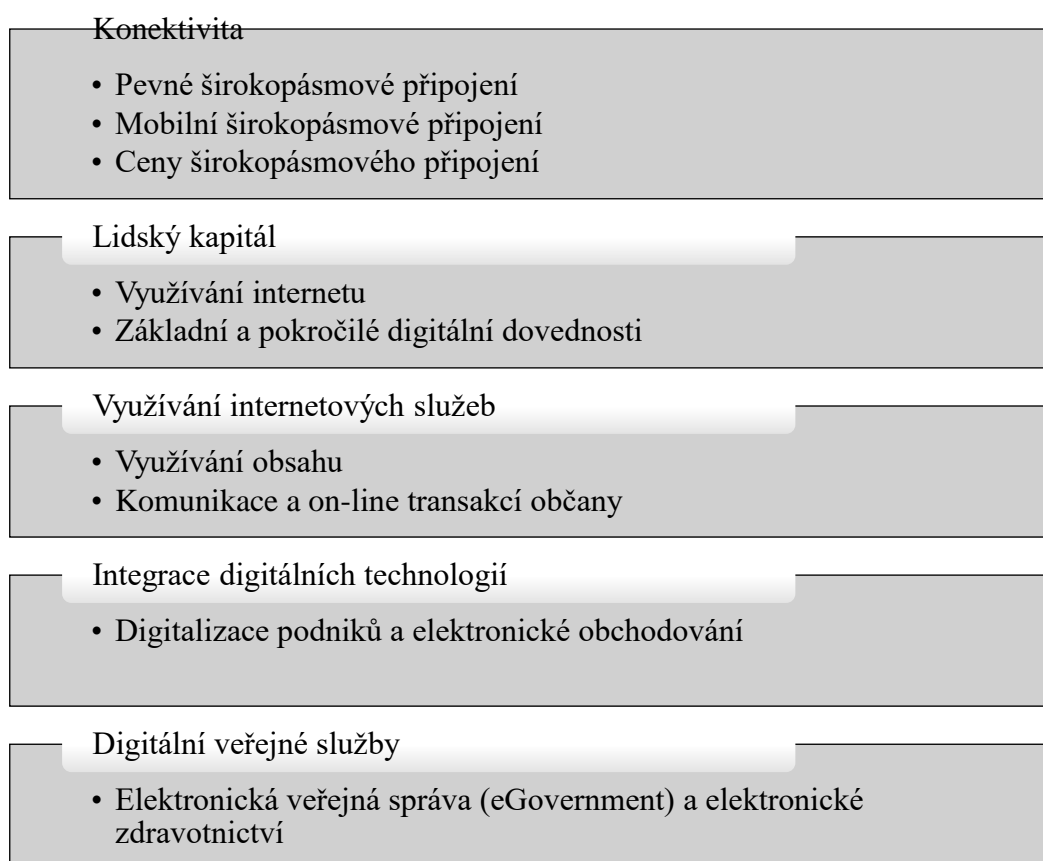 Konektivita
• Pevné širokopásmové připojení
• Mobilní širokopásmové připojení
• Ceny širokopásmového připojení
Lidský kapitál
• Využívání internetu
• Základní a pokročilé digitální dovednosti
Využívání internetových služeb
• Využívání obsahu
• Komunikace a on-line transakcí občany
Integrace digitálních technologií
• Digitalizace podniků a elektronické obchodování
Digitální veřejné služby
• Elektronická veřejná správa (eGovernment) a elektronické
zdravotnictví